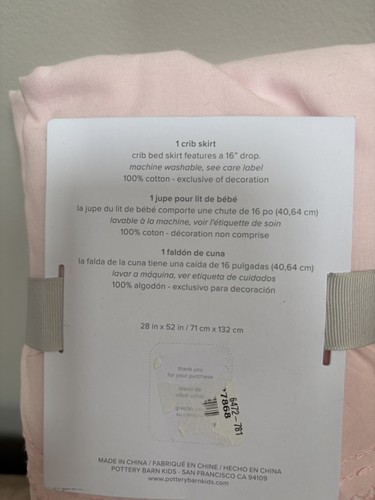 1 crib skirt
crib bed skirt features a 16" drop.
machine washable, see care label
100% cotton - exclusive of decoration
1 jupe pour lit de bébé
la jupe du lit de bébé comporte une chute de 16 po (40,64 cm)
lavable à la machine, voir l'étiquette de soin
100% coton - décoration non comprise
1 faldón de cuna
la falda de la cuna tiene una caída de 16 pulgadas (40,64 cm)
lavar a máquina, ver etiqueta de cuidados
100% algodón - exclusivo para decoración
28 in x 52 in / 71 cm x 132 cm
thank you
for your purchase
merci de
6472-781
77868
MADE IN CHINA / FABRIQUÉ EN CHINE / HECHO EN CHINA
POTTERY BARN KIDS - SAN FRANCISCO CA 94109
www.potterybarnkids.com